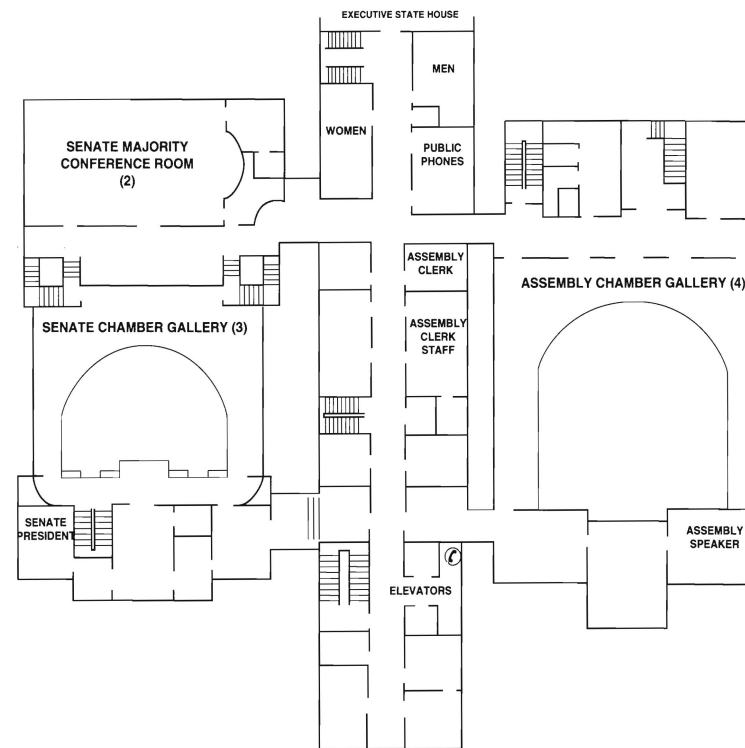 EXECUTIVE STATE HOUSE
MEN
WOMEN
PUBLIC
PHONES
SENATE MAJORITY
CONFERENCE ROOM
(2)
ASSEMBLY
CLERK
ASSEMBLY
CLERK
STAFF
SENATE CHAMBER GALLERY (3)
ASSEMBLY CHAMBER GALLERY (4)
SENATE
PRESIDENT
ASSEMBLY
SPEAKER
ELEVATORS